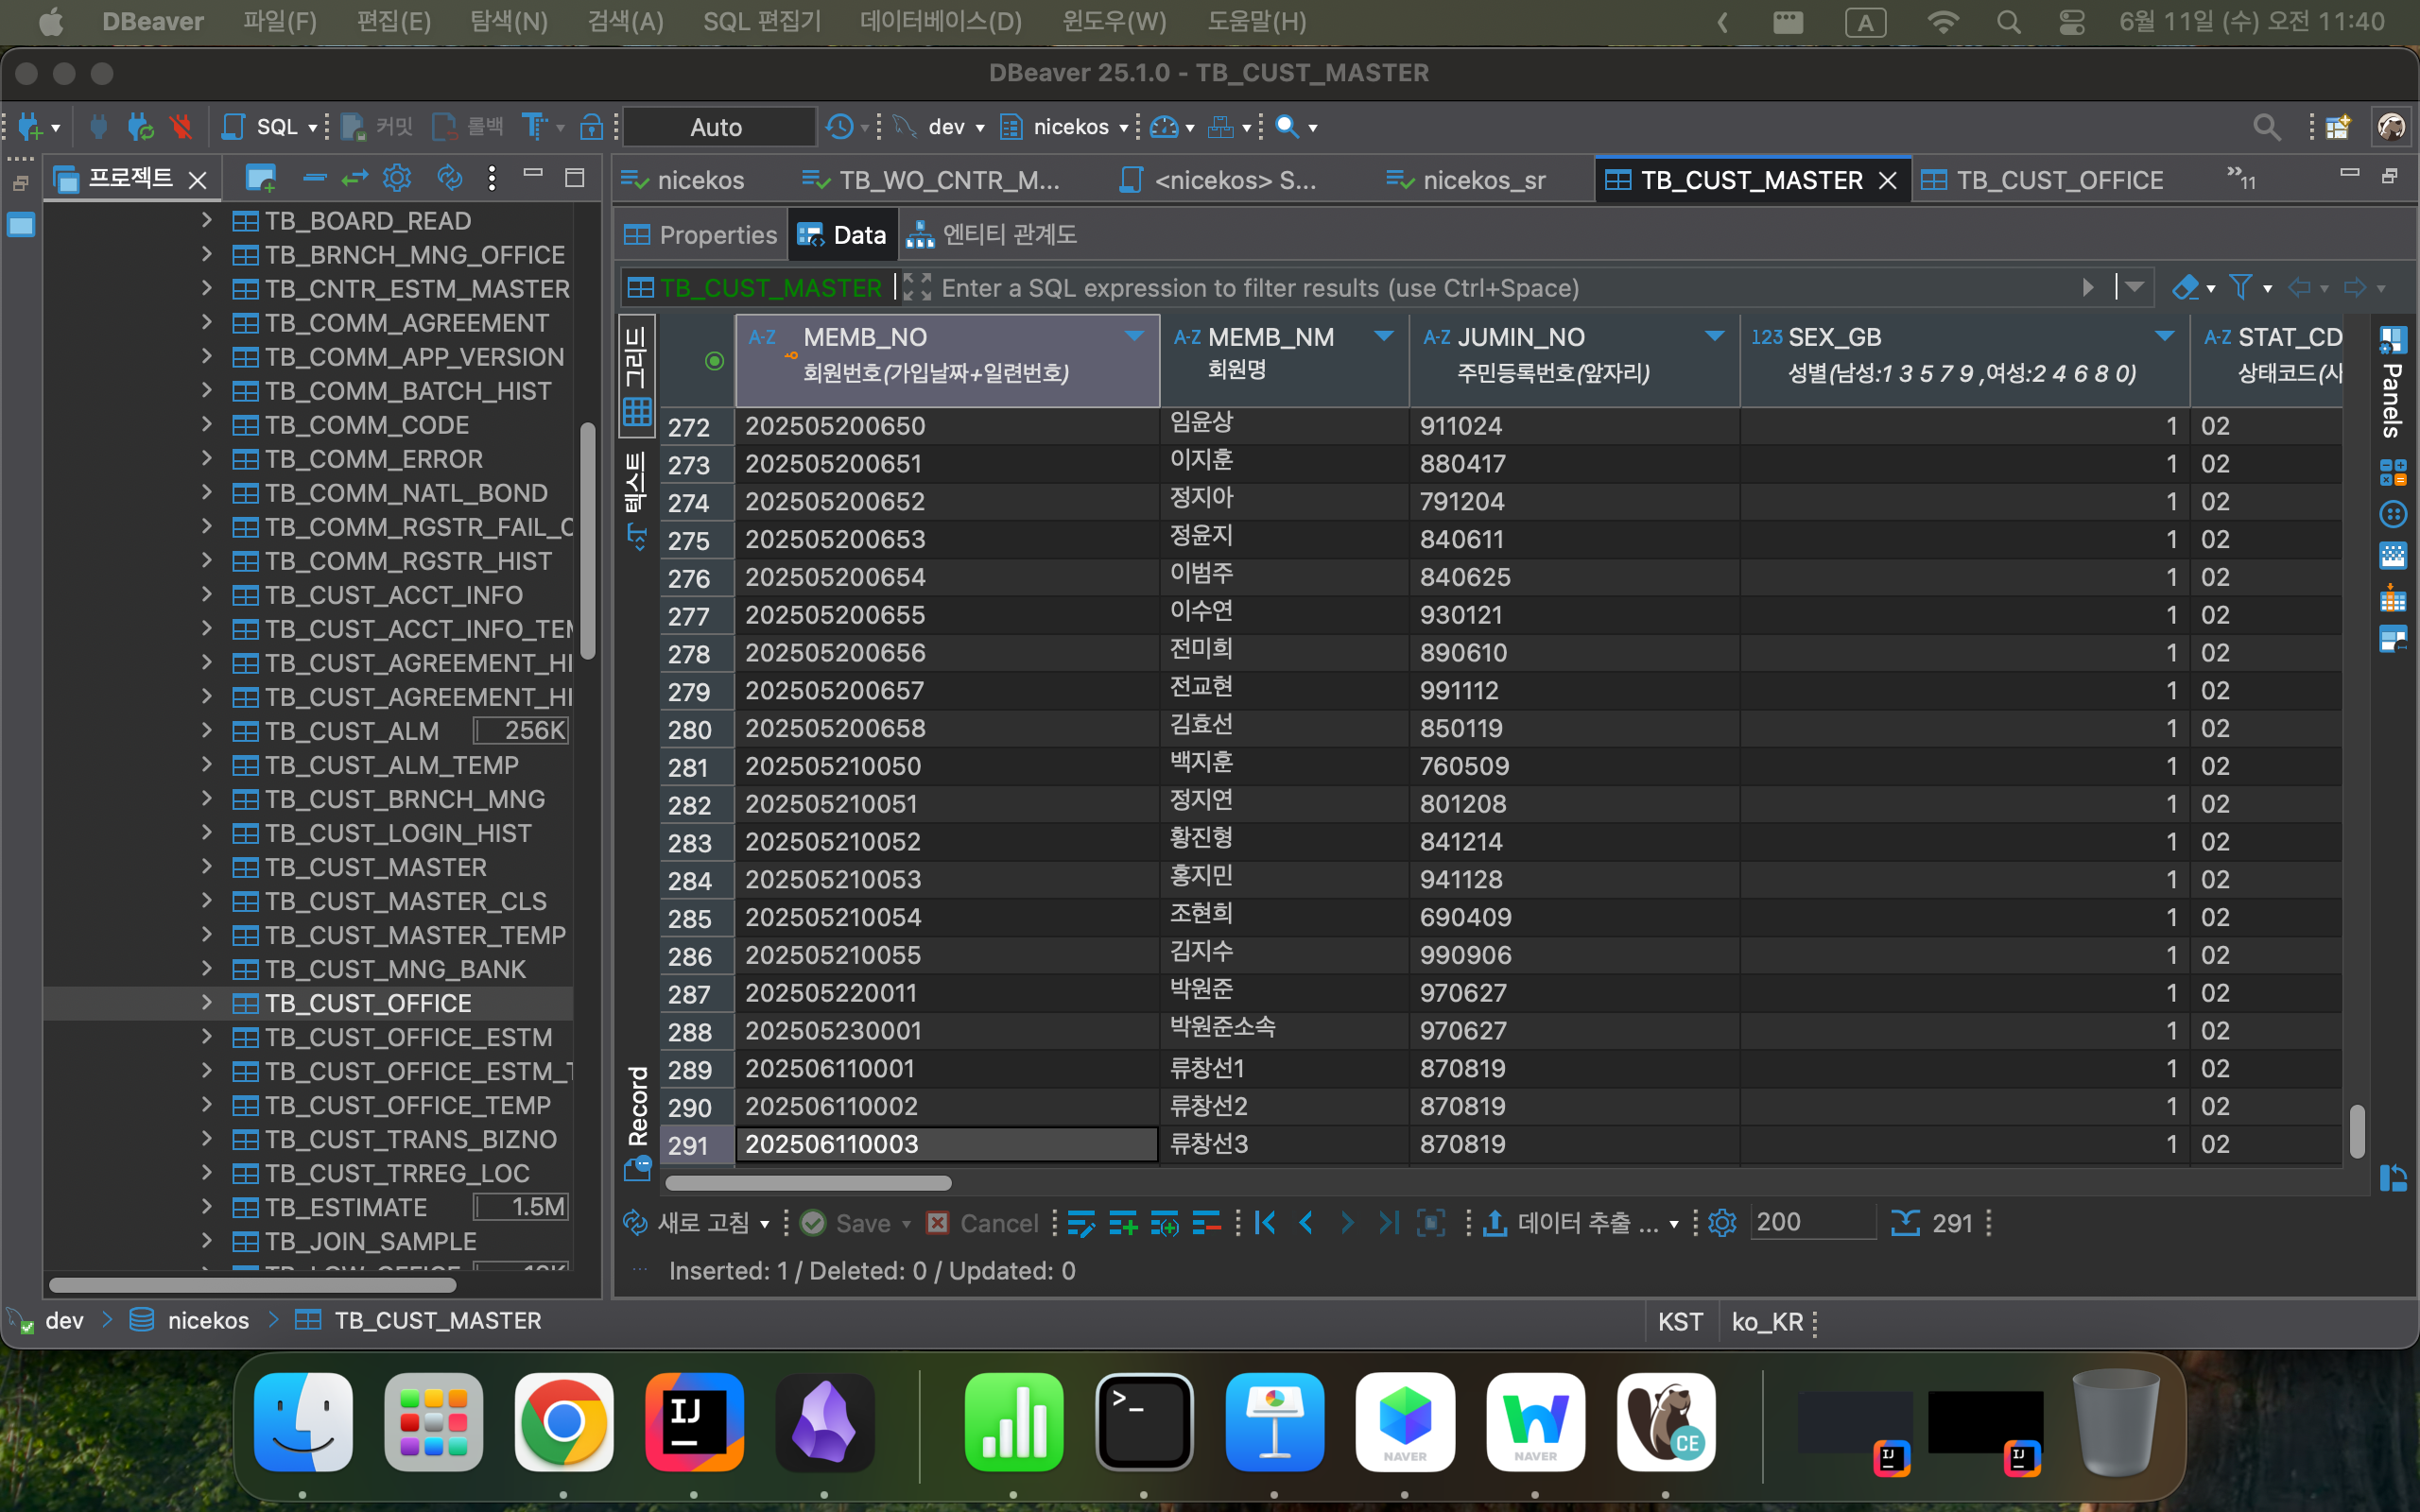 DBeaver 파일(F) 편집(E) 탐색(N) 검색(A) SQL 편집기 데이터베이스(D) 윈도우(W) 도움말(H) A 6월 11일 (수) 오전 11:40
DBeaver 25.1.0 - TB_CUST_MASTER
SQL 커밋 롤백 Auto dev nicekos
프로젝트
nicekos TB_WO_CNTR_M... <nicekos> S... nicekos_sr TB_CUST_MASTER TB_CUST_OFFICE »11
TB_BOARD_READ
TB_BRNCH_MNG_OFFICE
TB_CNTR_ESTM_MASTER
TB_COMM_AGREEMENT
TB_COMM_APP_VERSION
TB_COMM_BATCH_HIST
TB_COMM_CODE
TB_COMM_ERROR
TB_COMM_NATL_BOND
TB_COMM_RGSTR_FAIL_C
TB_COMM_RGSTR_HIST
TB_CUST_ACCT_INFO
TB_CUST_ACCT_INFO_TEM
TB_CUST_AGREEMENT_HI
TB_CUST_AGREEMENT_HI
TB_CUST_ALM 256K
TB_CUST_ALM_TEMP
TB_CUST_BRNCH_MNG
TB_CUST_LOGIN_HIST
TB_CUST_MASTER
TB_CUST_MASTER_CLS
TB_CUST_MASTER_TEMP
TB_CUST_MNG_BANK
TB_CUST_OFFICE
TB_CUST_OFFICE_ESTM
TB_CUST_OFFICE_ESTM_T
TB_CUST_OFFICE_TEMP
TB_CUST_TRANS_BIZNO
TB_CUST_TRREG_LOC
TB_ESTIMATE 1.5M
TB_JOIN_SAMPLE
Properties Data 엔티티 관계도
TB_CUST_MASTER Enter a SQL expression to filter results (use Ctrl+Space)
그리드
텍스트
Record
Panels
A-Z MEMB_NO A-Z MEMB_NM A-Z JUMIN_NO 123 SEX_GB A-Z STAT_CD
회원번호(가입날짜+일련번호) 회원명 주민등록번호(앞자리) 성별(남성:1 3 5 7 9 ,여성:2 4 6 8 0) 상태코드(사
272 202505200650 임윤상 911024 1 02
273 202505200651 이지훈 880417 1 02
274 202505200652 정지아 791204 1 02
275 202505200653 정윤지 840611 1 02
276 202505200654 이범주 840625 1 02
277 202505200655 이수연 930121 1 02
278 202505200656 전미희 890610 1 02
279 202505200657 전교현 991112 1 02
280 202505200658 김효선 850119 1 02
281 202505210050 백지훈 760509 1 02
282 202505210051 정지연 801208 1 02
283 202505210052 황진형 841214 1 02
284 202505210053 홍지민 941128 1 02
285 202505210054 조현희 690409 1 02
286 202505210055 김지수 990906 1 02
287 202505220011 박원준 970627 1 02
288 202505230001 박원준소속 970627 1 02
289 202506110001 류창선1 870819 1 02
290 202506110002 류창선2 870819 1 02
291 202506110003 류창선3 870819 1 02
새로 고침 Save Cancel 데이터 추출 ... 200 291
Inserted: 1 / Deleted: 0 / Updated: 0
dev nicekos TB_CUST_MASTER KST ko_KR
IJ >_ NAVER NAVER CE IJ IJ